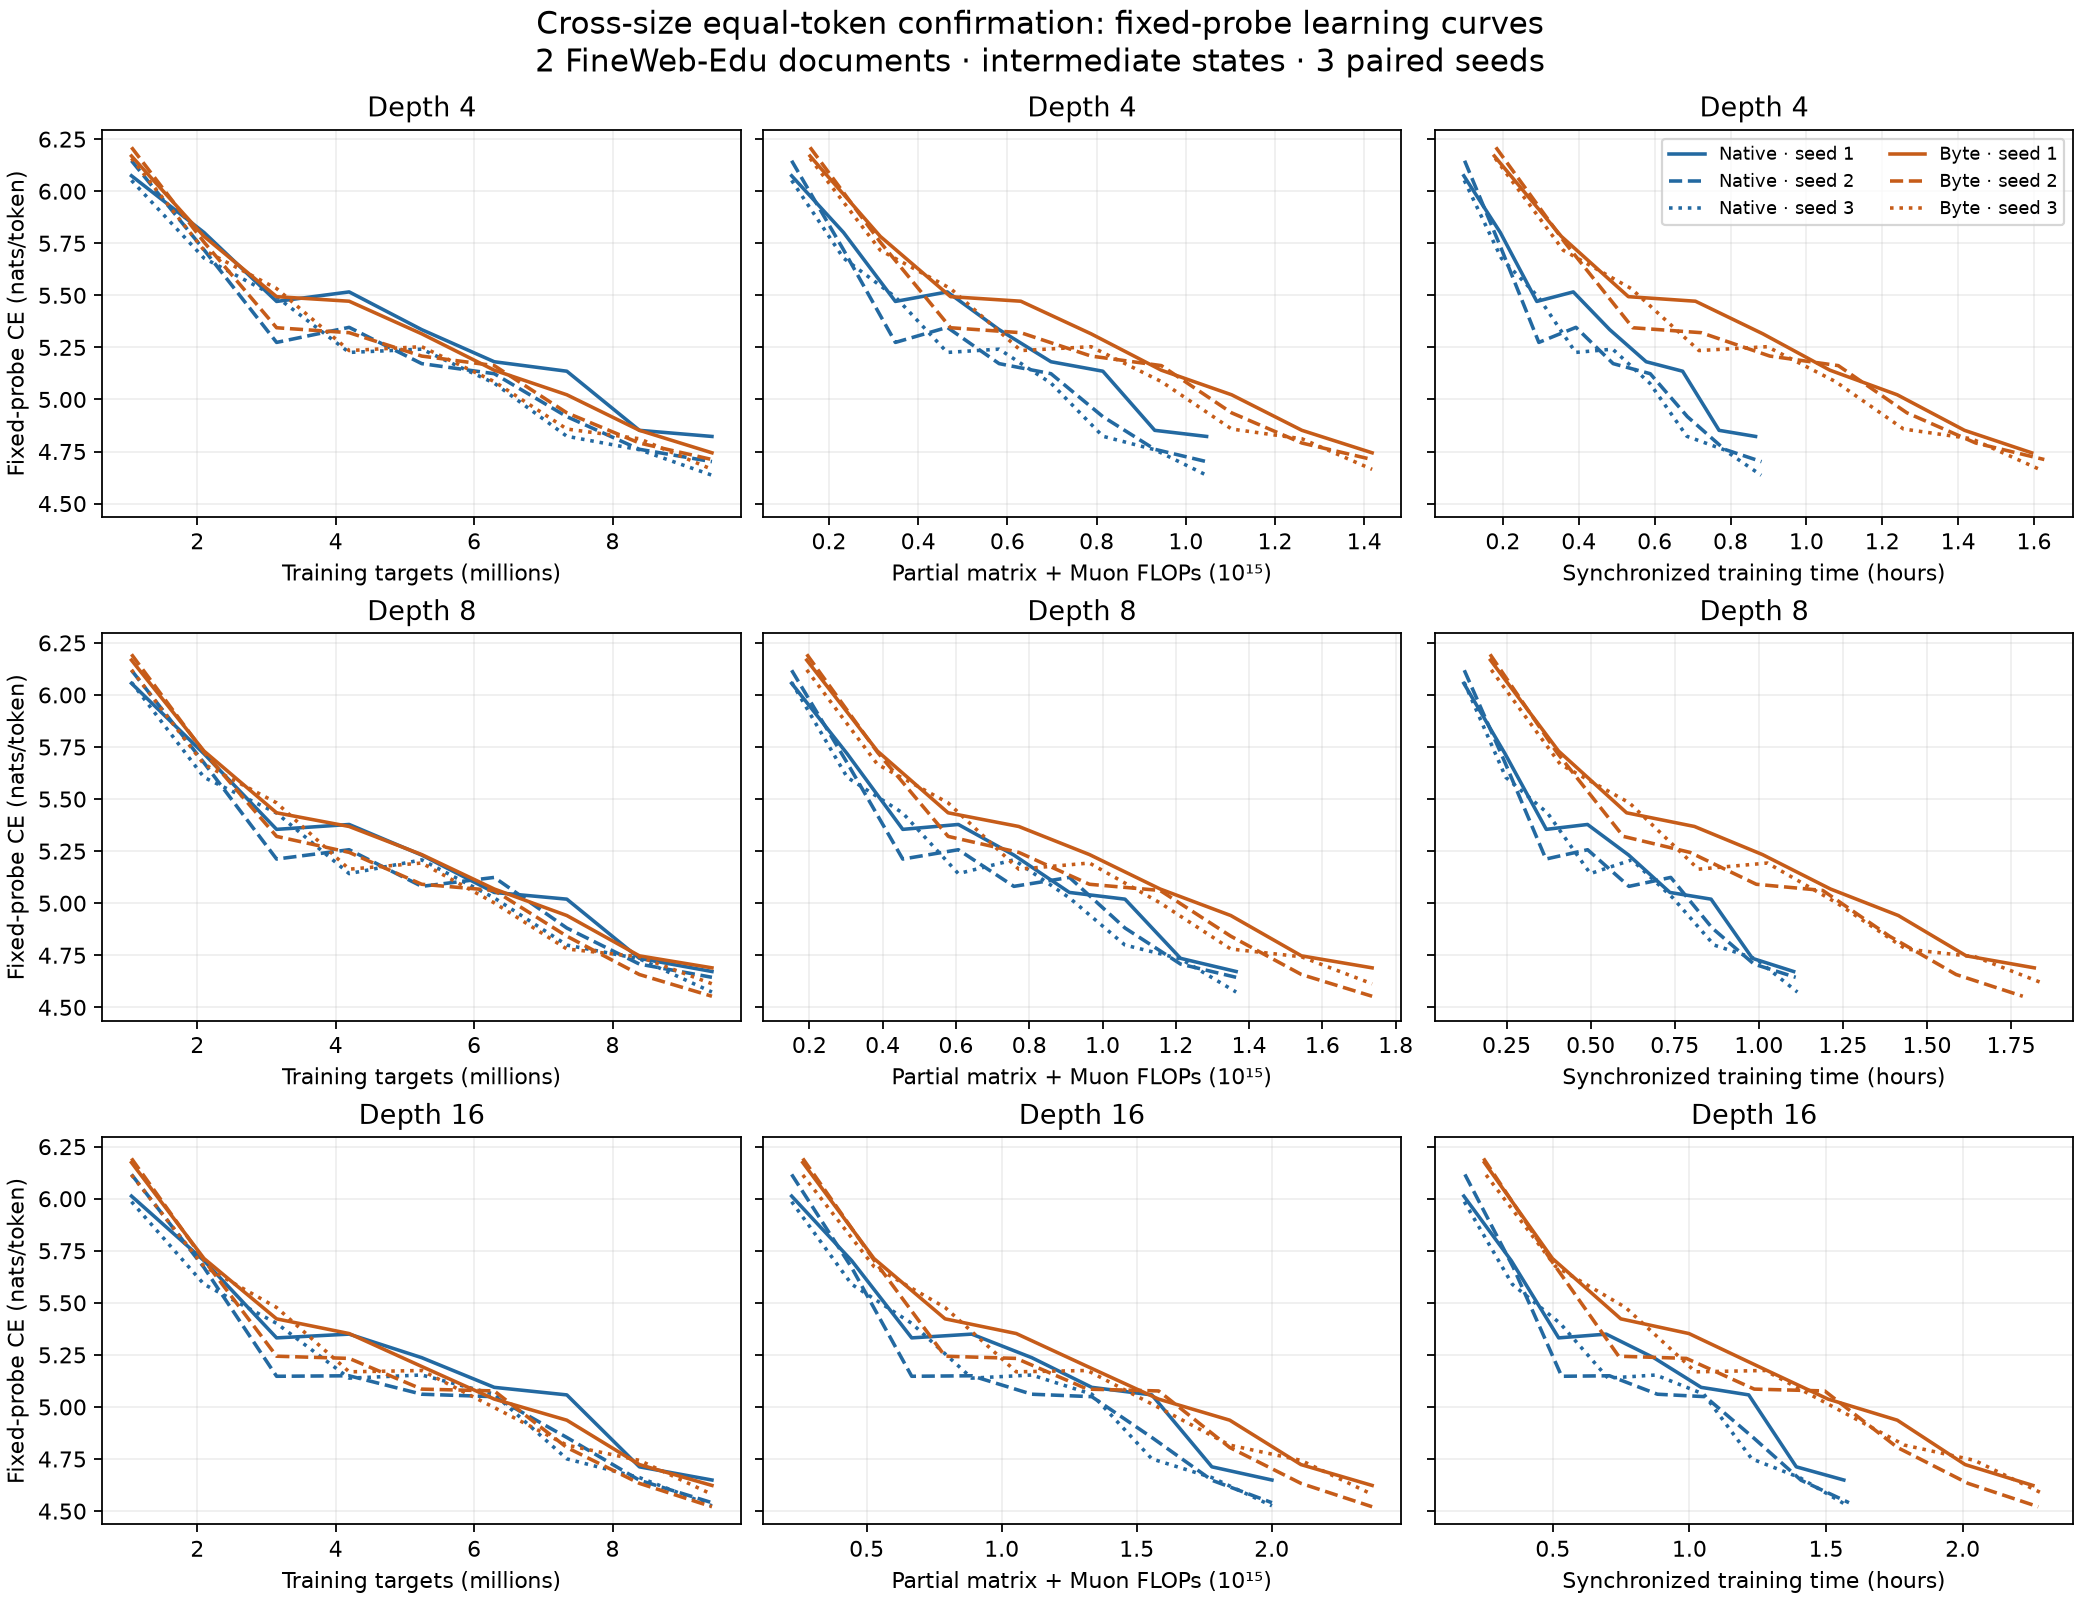 Cross-size equal-token confirmation: fixed-probe learning curves
2 FineWeb-Edu documents · intermediate states · 3 paired seeds
Depth 4
Depth 4
Depth 4
6.25
6.00
5.75
5.50
5.25
5.00
4.75
4.50
Fixed-probe CE (nats/token)
Native · seed 1
Native · seed 2
Native · seed 3
Byte · seed 1
Byte · seed 2
Byte · seed 3
2 4 6 8
0.2 0.4 0.6 0.8 1.0 1.2 1.4
0.2 0.4 0.6 0.8 1.0 1.2 1.4 1.6
Training targets (millions)
Partial matrix + Muon FLOPs (10¹⁵)
Synchronized training time (hours)
Depth 8
Depth 8
Depth 8
6.25
6.00
5.75
5.50
5.25
5.00
4.75
4.50
Fixed-probe CE (nats/token)
2 4 6 8
0.2 0.4 0.6 0.8 1.0 1.2 1.4 1.6 1.8
0.25 0.50 0.75 1.00 1.25 1.50 1.75
Training targets (millions)
Partial matrix + Muon FLOPs (10¹⁵)
Synchronized training time (hours)
Depth 16
Depth 16
Depth 16
6.25
6.00
5.75
5.50
5.25
5.00
4.75
4.50
Fixed-probe CE (nats/token)
2 4 6 8
0.5 1.0 1.5 2.0
0.5 1.0 1.5 2.0
Training targets (millions)
Partial matrix + Muon FLOPs (10¹⁵)
Synchronized training time (hours)